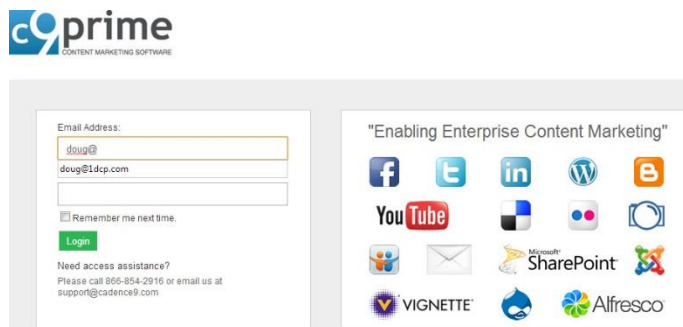 c9prime
CONTENT MARKETING SOFTWARE
Email Address:
doug@
doug@1dcp.com
Remember me next time.
Login
Need access assistance?
Please call 866-854-2916 or email us at
support@cadence9.com
"Enabling Enterprise Content Marketing"
f
t
in
W
B
YouTube
Microsoft®
SharePoint
VIGNETTE
Alfresco